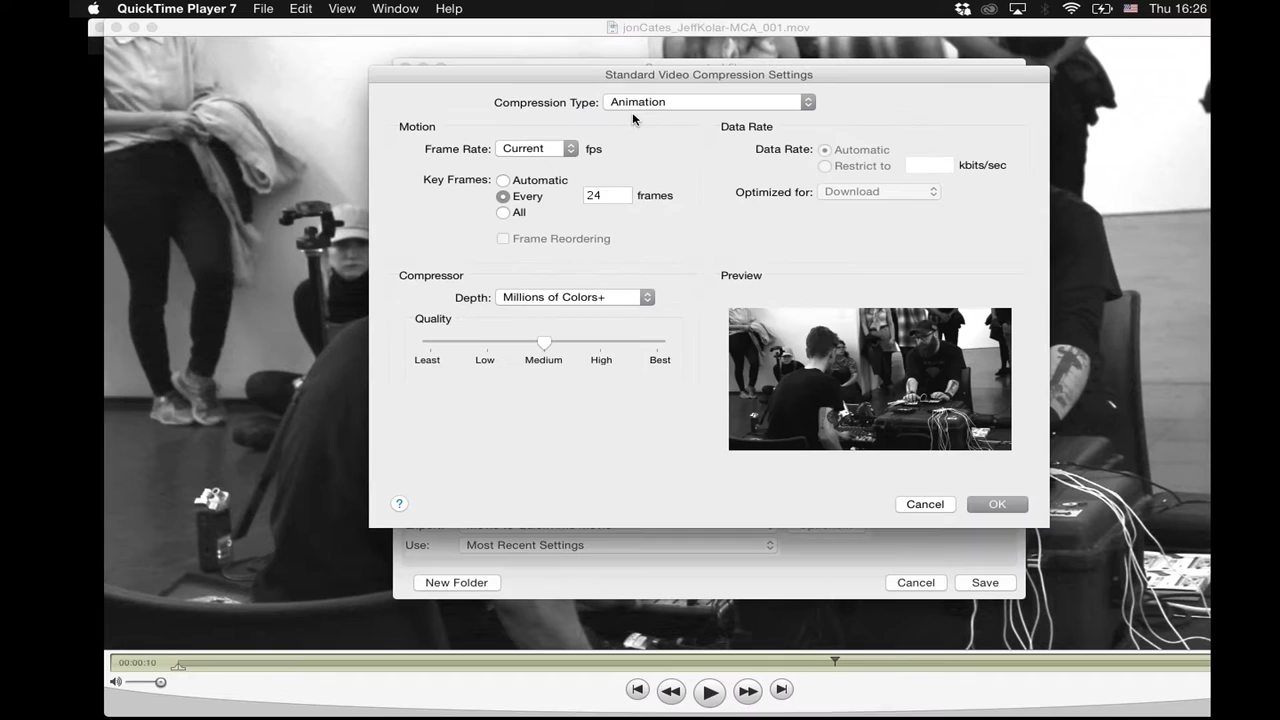 QuickTime Player 7 File Edit View Window Help Thu 16:26
jonCates_JeffKolar-MCA_001.mov
Standard Video Compression Settings
Compression Type: Animation
Motion
Data Rate
Frame Rate: Current fps
Data Rate: Automatic
Restrict to kbits/sec
Key Frames: Automatic
Every 24 frames
All
Optimized for: Download
Frame Reordering
Compressor
Preview
Depth: Millions of Colors+
Quality
Least Low Medium High Best
? Cancel OK
Use: Most Recent Settings
New Folder Cancel Save
00:00:10